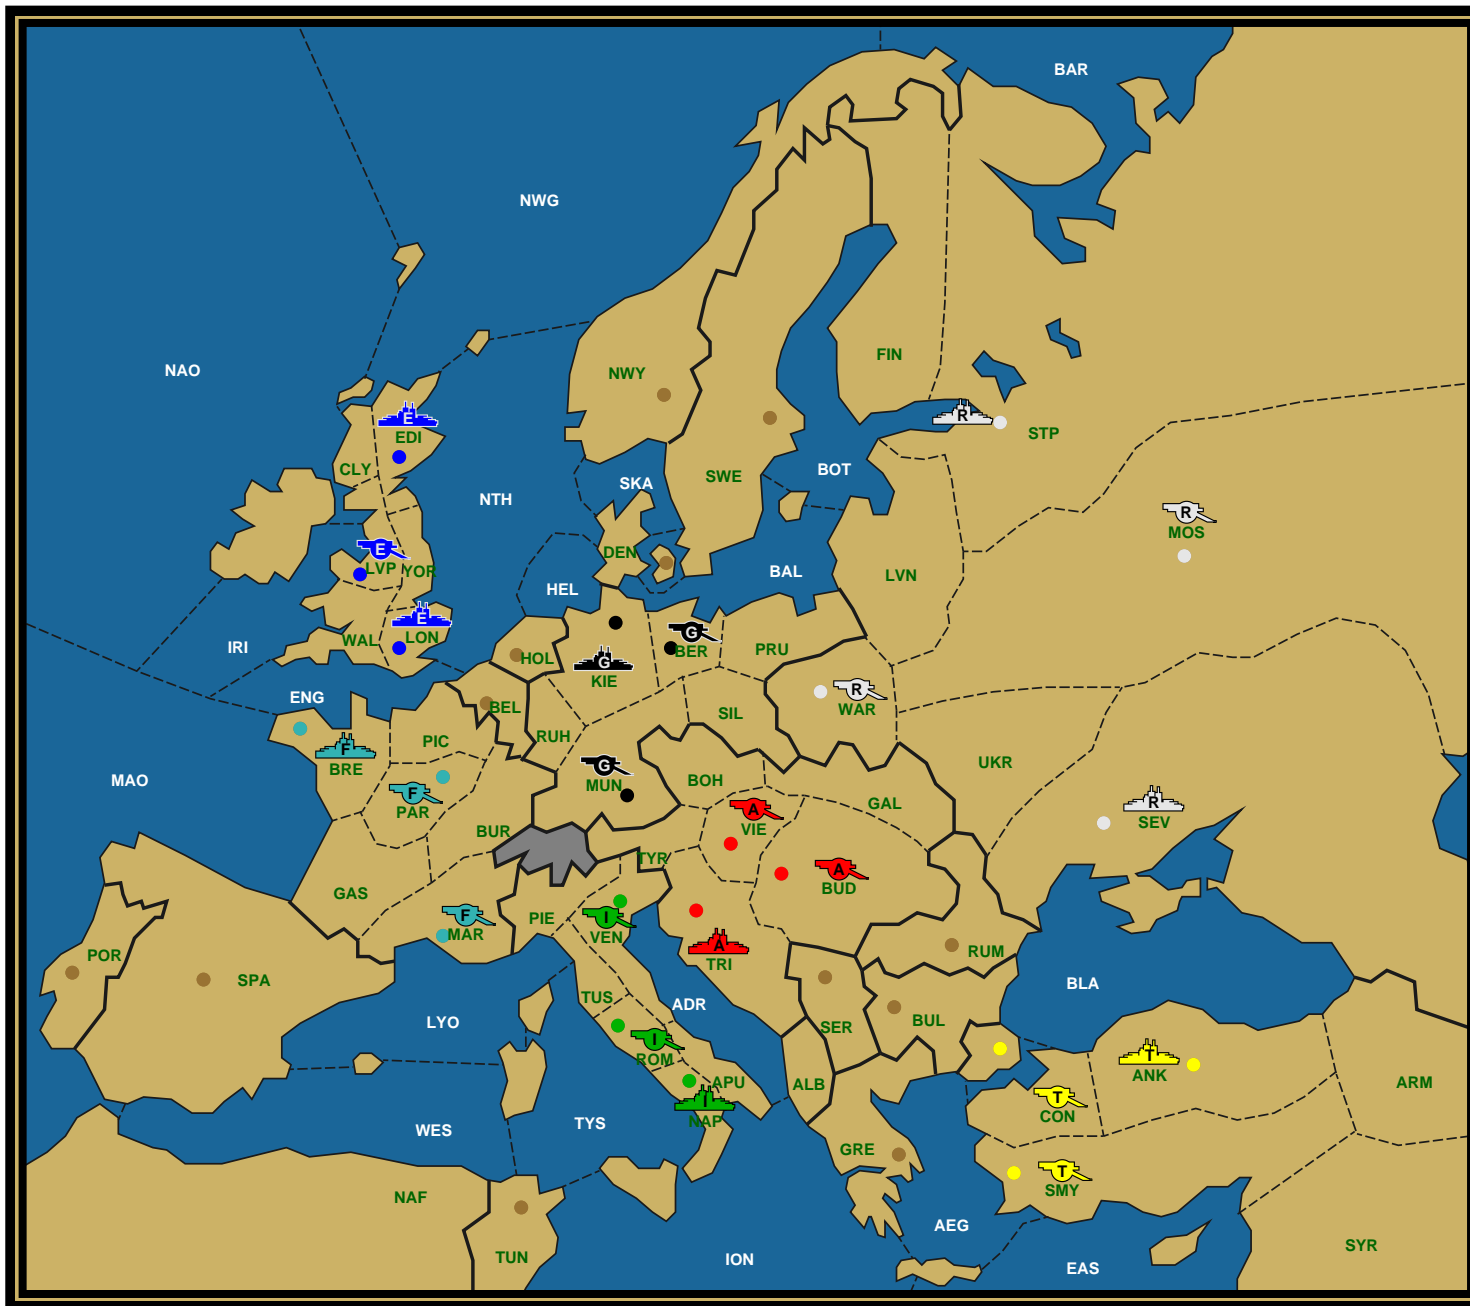 BAR
NWG
NAO
FIN
NWY
R
E
STP
EDI
CLY
BOT
SWE
SKA
NTH
R
MOS
E
DEN
LVP
YOR
BAL
LVN
HEL
E
G
LON
WAL
IRI
BER
PRU
HOL
G
KIE
ENG
R
WAR
BEL
SIL
RUH
PIC
F
BRE
UKR
G
MUN
BOH
MAO
F
PAR
A
VIE
GAL
R
SEV
BUR
TYR
A
BUD
GAS
F
MAR
PIE
I
VEN
POR
A
TRI
RUM
SPA
BLA
TUS
ADR
LYO
BUL
SER
I
ROM
T
ANK
APU
ALB
ARM
I
NAP
T
CON
WES
TYS
GRE
T
SMY
NAF
AEG
TUN
ION
SYR
EAS